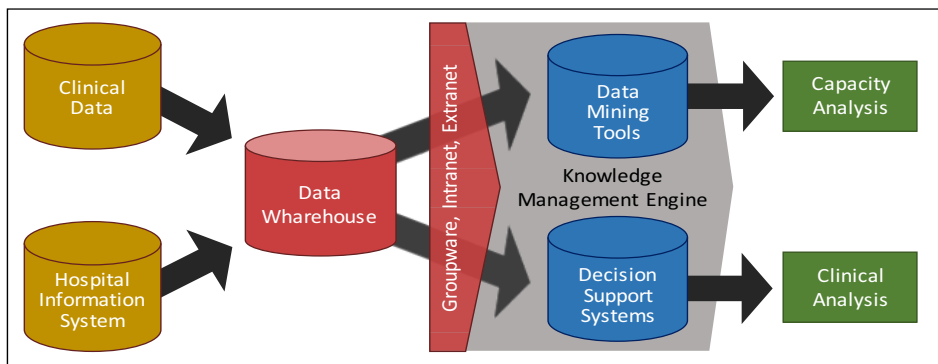 Clinical
Data
Hospital
Information
System
Data
Wharehouse
Groupware, Intranet, Extranet
Data
Mining
Tools
Knowledge
Management Engine
Decision
Support
Systems
Capacity
Analysis
Clinical
Analysis